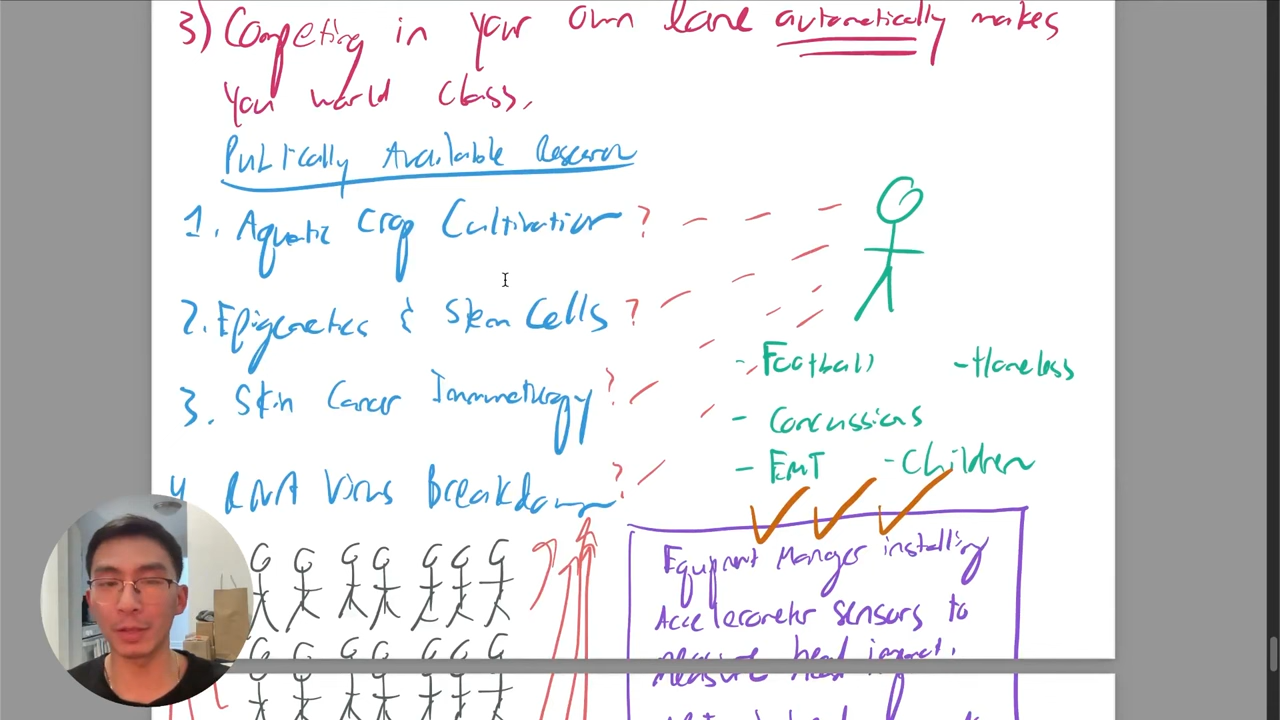 3) Competing in your own lane automatically makes
you world class,
Publically Available Research
1. Aquatic Crop Cultivation ?
2. Epigenetics & Stem Cells ?
3. Skin Cancer Immunotherapy ?
4 RNA Virus Breakdown ?
- Football
- Homeless
- Concussions
- EMT
- Children
Equipment Manager installing
Accelerometer sensors to
measure head impact.